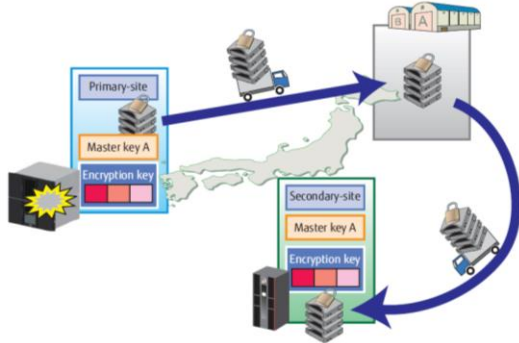 B A
Primary-site
Master key A
Encryption key
Secondary-site
Master key A
Encryption key